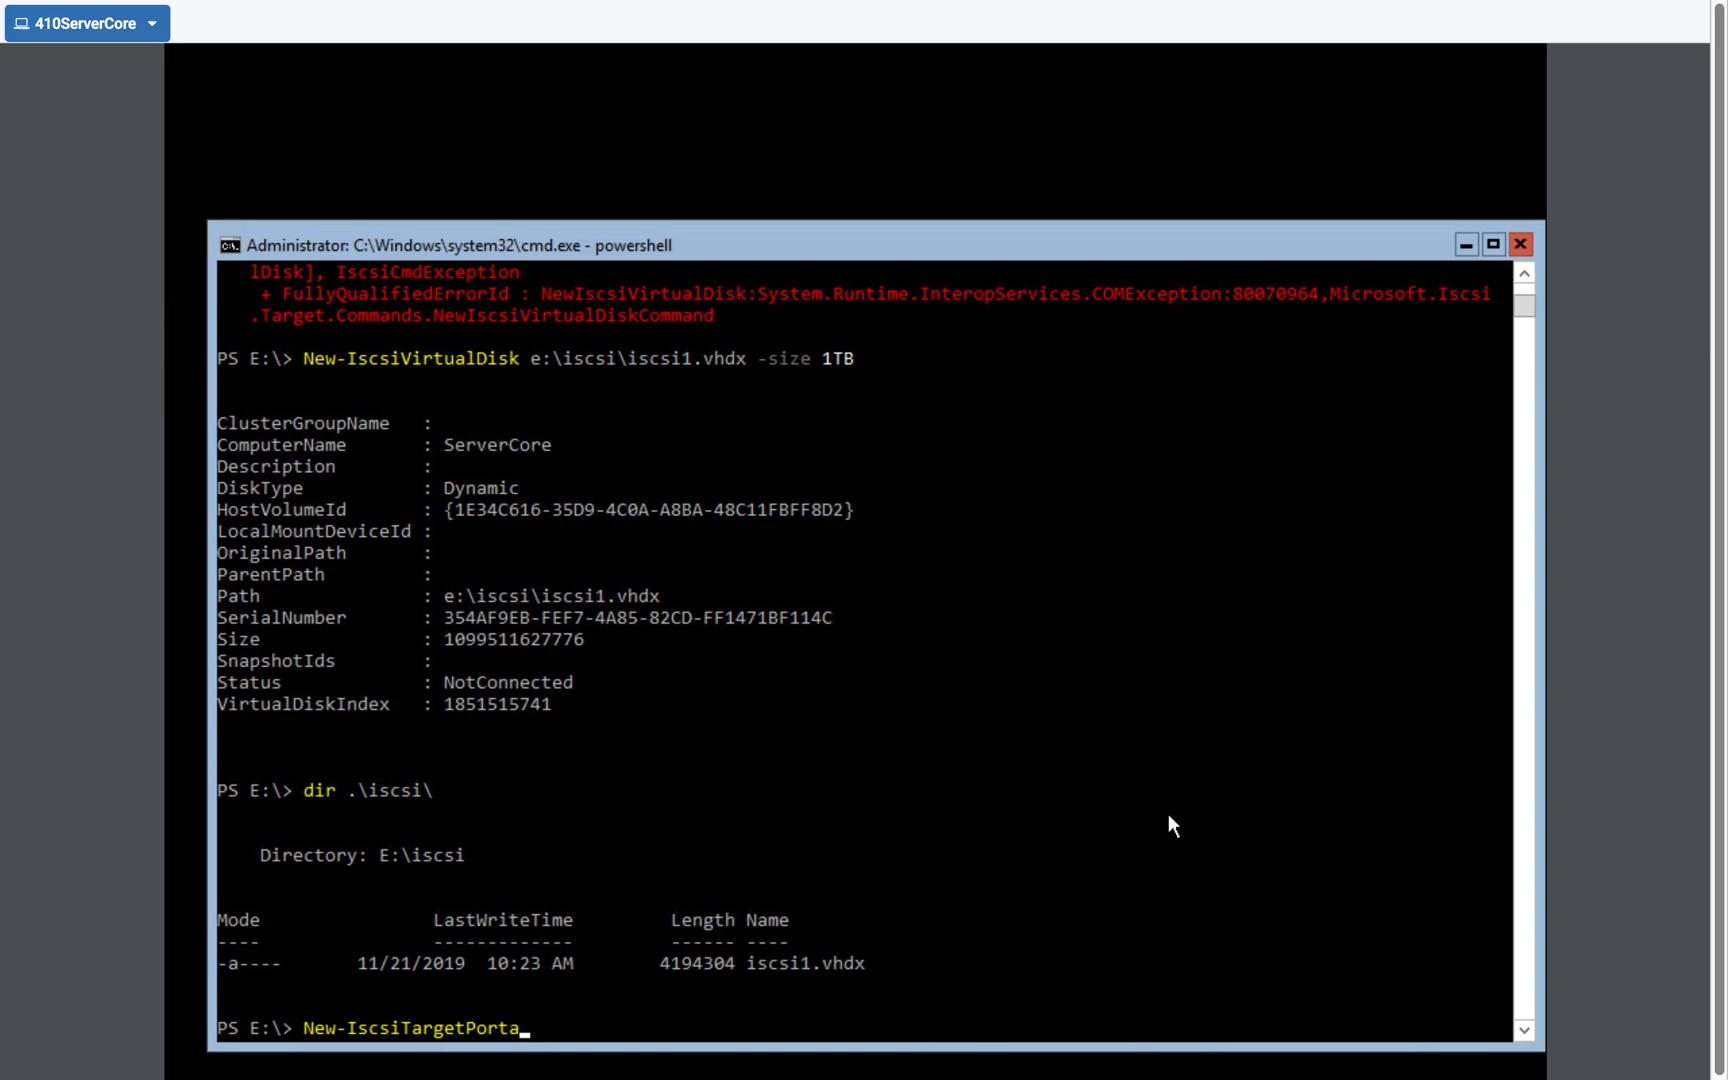 410ServerCore
Administrator: C:\Windows\system32\cmd.exe - powershell
lDisk], IscsiCmdException
+ FullyQualifiedErrorId : NewIscsiVirtualDisk:System.Runtime.InteropServices.COMException:80070964,Microsoft.Iscsi
.Target.Commands.NewIscsiVirtualDiskCommand
PS E:\> New-IscsiVirtualDisk e:\iscsi\iscsi1.vhdx -size 1TB
ClusterGroupName   :
ComputerName       : ServerCore
Description        :
DiskType           : Dynamic
HostVolumeId       : {1E34C616-35D9-4C0A-A8BA-48C11FBFF8D2}
LocalMountDeviceId :
OriginalPath       :
ParentPath         :
Path               : e:\iscsi\iscsi1.vhdx
SerialNumber       : 354AF9EB-FEF7-4A85-82CD-FF1471BF114C
Size               : 1099511627776
SnapshotIds        :
Status             : NotConnected
VirtualDiskIndex   : 1851515741
PS E:\> dir .\iscsi\
Directory: E:\iscsi
Mode                LastWriteTime         Length Name
----                -------------         ------ ----
-a----       11/21/2019  10:23 AM        4194304 iscsi1.vhdx
PS E:\> New-IscsiTargetPorta_